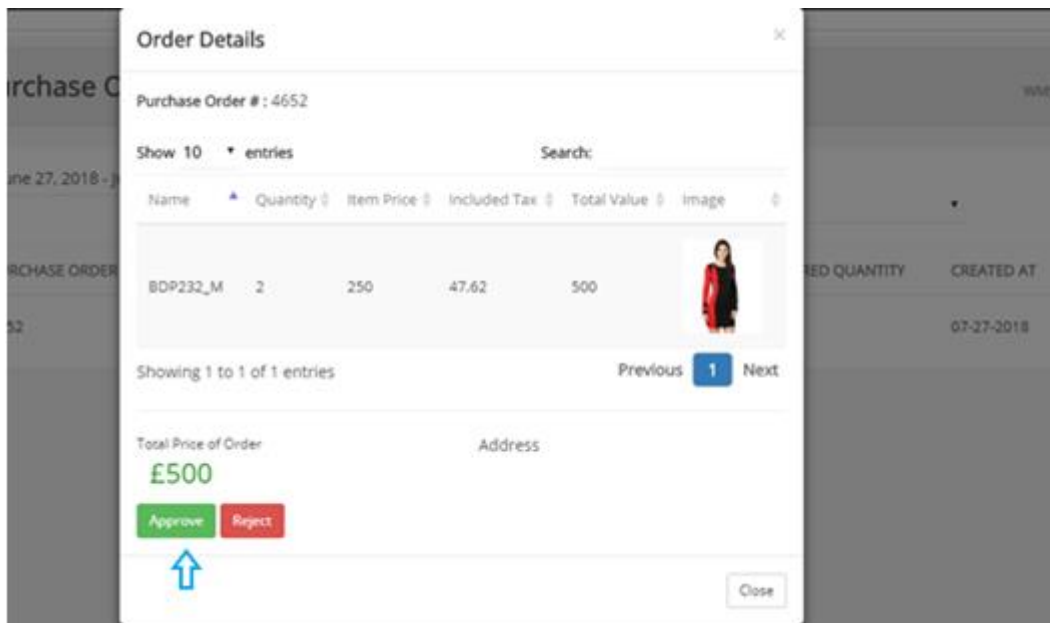 Order Details
×
Purchase Order # : 4652
Show 10 entries
Search:
Name Quantity Item Price Included Tax Total Value Image
BDP232_M 2 250 47.62 500
Showing 1 to 1 of 1 entries
Previous 1 Next
Total Price of Order
Address
£500
Approve Reject
Close
rchase O
une 27, 2018 - J
RCHASE ORDER
RED QUANTITY
CREATED AT
52
07-27-2018